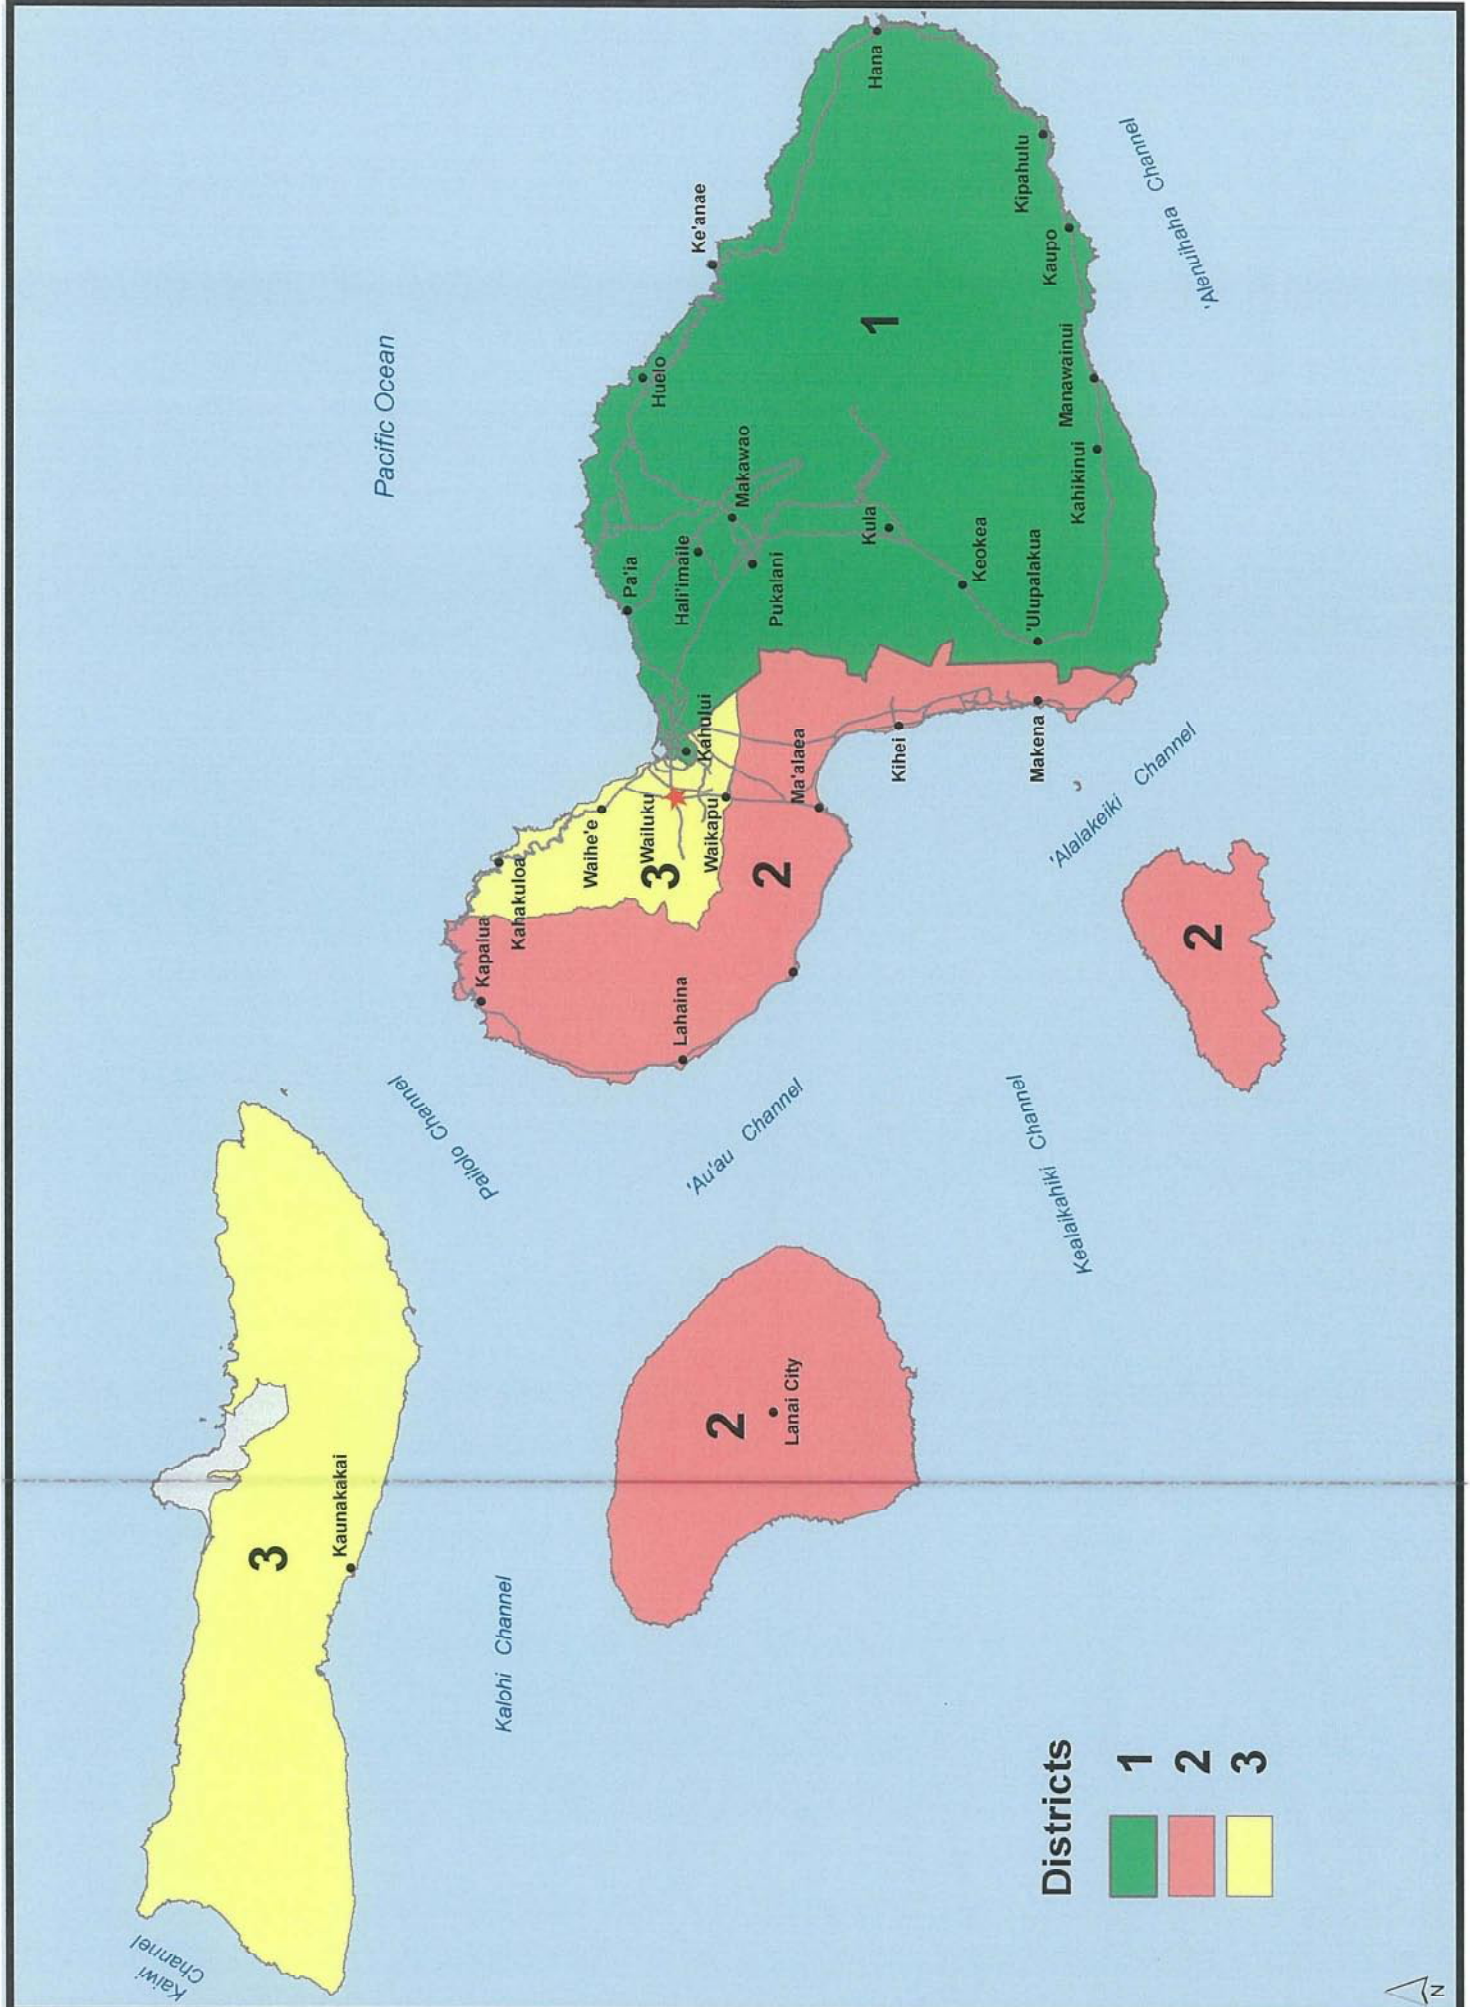 Kaiwi
Channel
3
Kaunakakai
Kalohi Channel
Pailolo Channel
Pacific Ocean
2
Lanai City
'Au'au Channel
Kealaikahiki Channel
'Alalakeiki Channel
'Alenuihaha Channel
2
Kapalua
Kahakuloa
Waihe'e
3
Wailuku
Waikapu
Kahului
Lahaina
2
Ma'alaea
Kihei
Makena
Pa'ia
Hali'imaile
Makawao
Pukalani
Huelo
Ke'anae
Hana
1
Kula
Keokea
'Ulupalakua
Kahikinui
Manawainui
Kaupo
Kipahulu
Districts
1
2
3
N